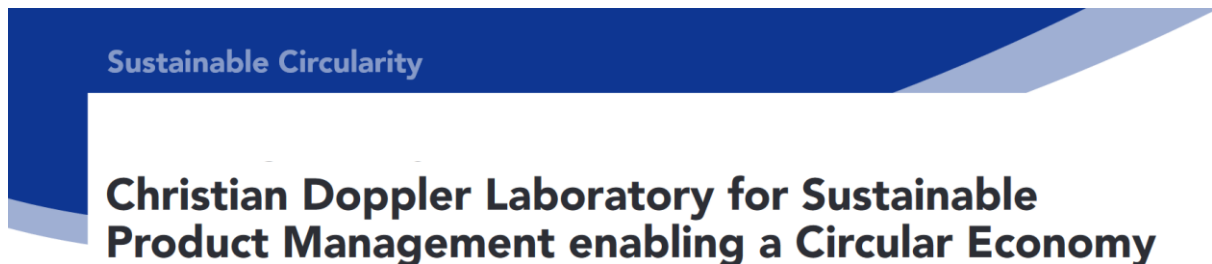 Sustainable Circularity
Christian Doppler Laboratory for Sustainable
Product Management enabling a Circular Economy